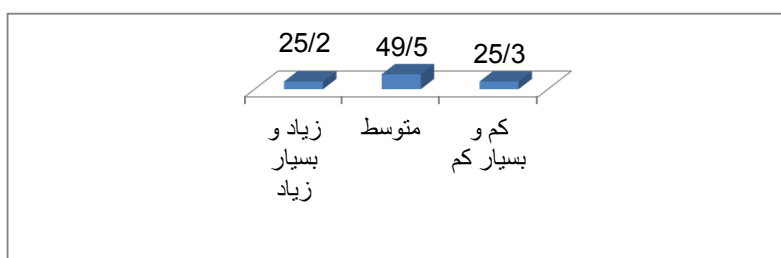 25/2
49/5
25/3
زیاد و
بسیار
زیاد
متوسط
کم و
بسیار کم